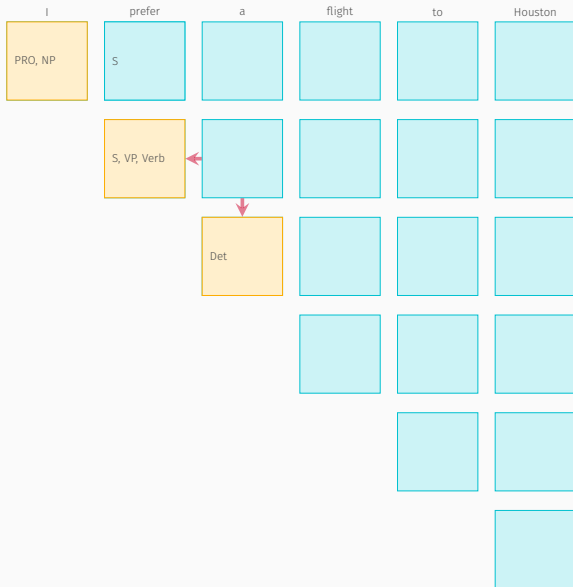 I prefer a flight to Houston
PRO, NP S
S, VP, Verb
Det